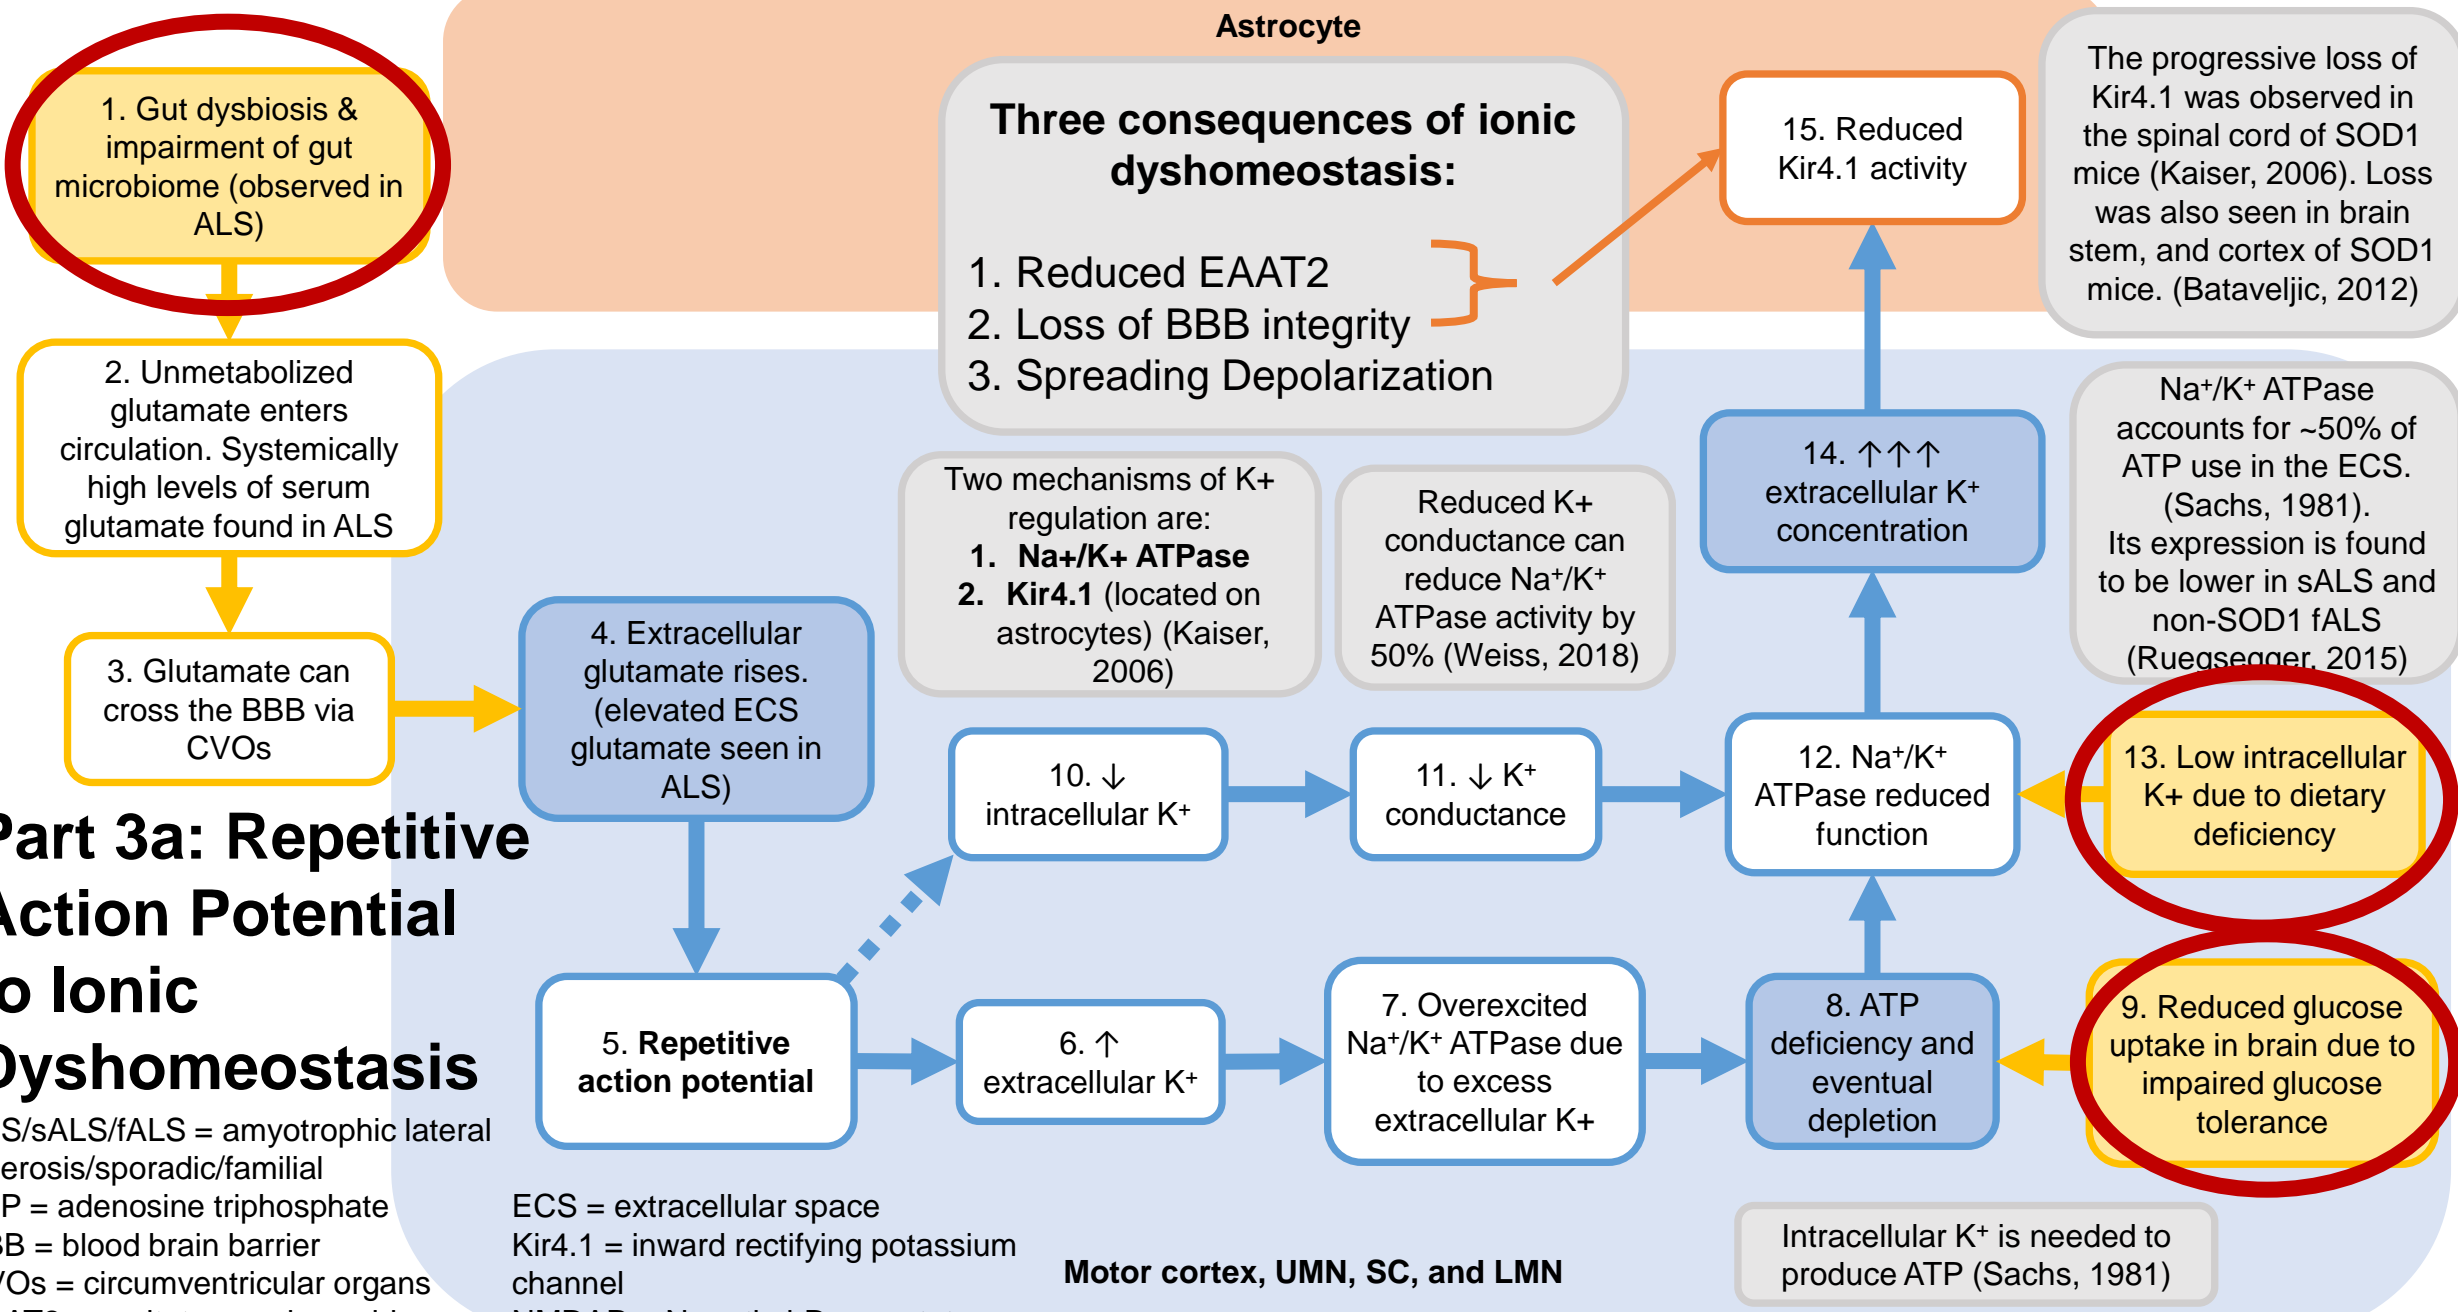 Astrocyte
1. Gut dysbiosis &
impairment of gut
microbiome (observed in
ALS)
2. Unmetabolized
glutamate enters
circulation. Systemically
high levels of serum
glutamate found in ALS
3. Glutamate can
cross the BBB via
CVOs
Three consequences of ionic
dyshomeostasis:
1. Reduced EAAT2
2. Loss of BBB integrity
3. Spreading Depolarization
15. Reduced
Kir4.1 activity
The progressive loss of
Kir4.1 was observed in
the spinal cord of SOD1
mice (Kaiser, 2006). Loss
was also seen in brain
stem, and cortex of SOD1
mice. (Bataveljic, 2012)
Two mechanisms of K+
regulation are:
1. Na+/K+ ATPase
2. Kir4.1 (located on
astrocytes) (Kaiser,
2006)
Reduced K+
conductance can
reduce Na⁺/K⁺
ATPase activity by
50% (Weiss, 2018)
14. ↑↑↑
extracellular K⁺
concentration
Na⁺/K⁺ ATPase
accounts for ~50% of
ATP use in the ECS.
(Sachs, 1981).
Its expression is found
to be lower in sALS and
non-SOD1 fALS
(Ruegsegger, 2015)
4. Extracellular
glutamate rises.
(elevated ECS
glutamate seen in
ALS)
10. ↓
intracellular K⁺
11. ↓ K⁺
conductance
12. Na⁺/K⁺
ATPase reduced
function
13. Low intracellular
K+ due to dietary
deficiency
5. Repetitive
action potential
6. ↑
extracellular K⁺
7. Overexcited
Na⁺/K⁺ ATPase due
to excess
extracellular K+
8. ATP
deficiency and
eventual
depletion
9. Reduced glucose
uptake in brain due to
impaired glucose
tolerance
Part 3a: Repetitive
Action Potential
o Ionic
Dyshomeostasis
S/sALS/fALS = amyotrophic lateral
erosis/sporadic/familial
P = adenosine triphosphate
BB = blood brain barrier
VOs = circumventricular organs
ECS = extracellular space
Kir4.1 = inward rectifying potassium
channel
Motor cortex, UMN, SC, and LMN
Intracellular K⁺ is needed to
produce ATP (Sachs, 1981)